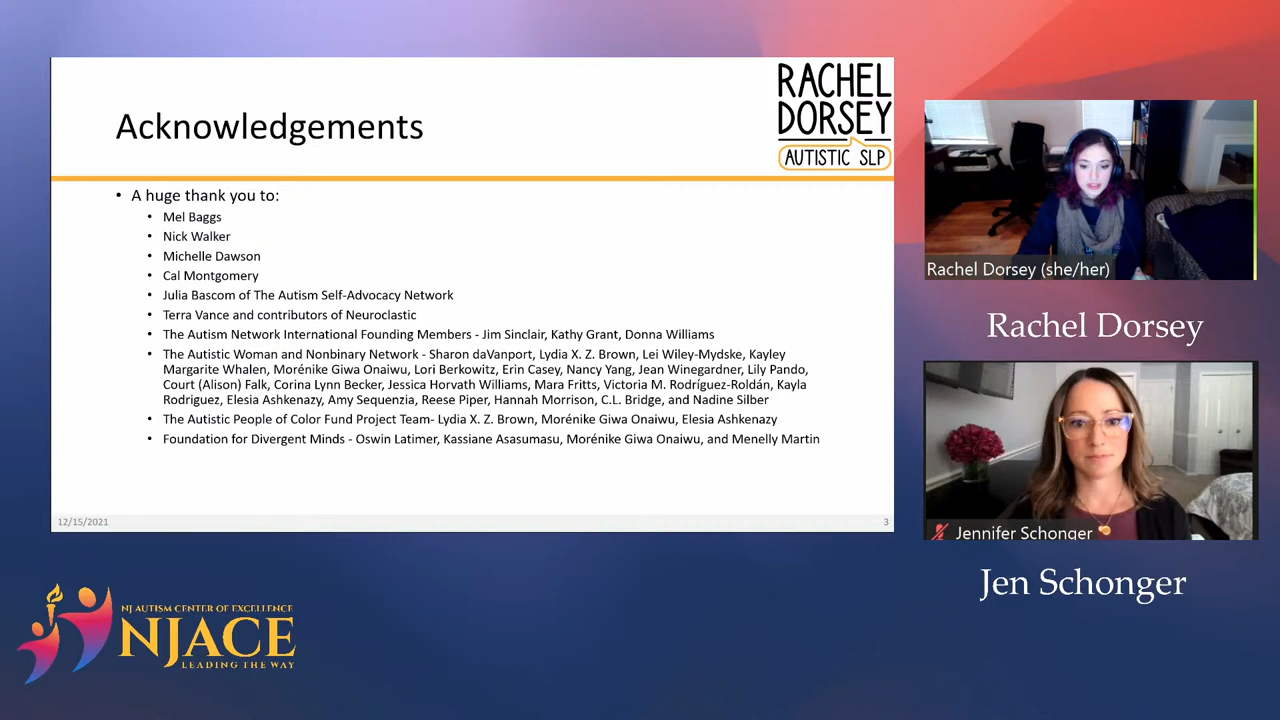 Acknowledgements
RACHEL
DORSEY
AUTISTIC SLP
• A huge thank you to:
• Mel Baggs
• Nick Walker
• Michelle Dawson
• Cal Montgomery
• Julia Bascom of The Autism Self-Advocacy Network
• Terra Vance and contributors of Neuroclastic
• The Autism Network International Founding Members - Jim Sinclair, Kathy Grant, Donna Williams
• The Autistic Woman and Nonbinary Network - Sharon daVanport, Lydia X. Z. Brown, Lei Wiley-Mydske, Kayley
Margarite Whalen, Morénike Giwa Onaiwu, Lori Berkowitz, Erin Casey, Nancy Yang, Jean Winegardner, Lily Pando,
Court (Alison) Falk, Corina Lynn Becker, Jessica Horvath Williams, Mara Fritts, Victoria M. Rodríguez-Roldán, Kayla
Rodriguez, Elesia Ashkenazy, Amy Sequenzia, Reese Piper, Hannah Morrison, C.L. Bridge, and Nadine Silber
• The Autistic People of Color Fund Project Team- Lydia X. Z. Brown, Morénike Giwa Onaiwu, Elesia Ashkenazy
• Foundation for Divergent Minds - Oswin Latimer, Kassiane Asasumasu, Morénike Giwa Onaiwu, and Menelly Martin
12/15/2021
3
Rachel Dorsey (she/her)
Rachel Dorsey
Jennifer Schonger
Jen Schonger
NJ AUTISM CENTER OF EXCELLENCE
NJACE
LEADING THE WAY